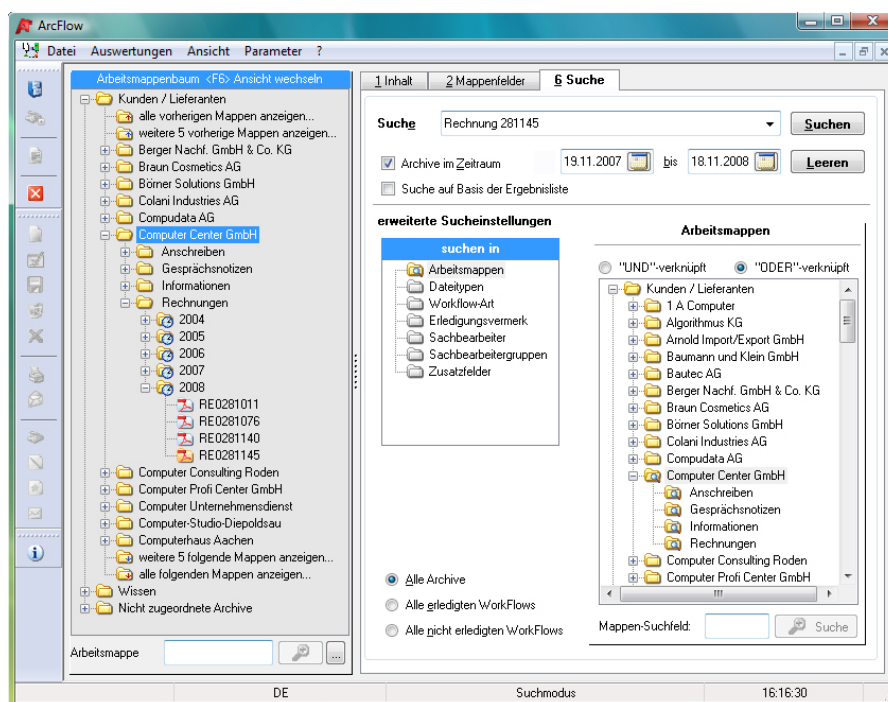 ArcFlow
Datei Auswertungen Ansicht Parameter ?
Arbeitsmappenbaum <F6> Ansicht wechseln
Kunden / Lieferanten
alle vorherigen Mappen anzeigen...
weitere 5 vorherige Mappen anzeigen...
Berger Nachf. GmbH & Co. KG
Braun Cosmetics AG
Börner Solutions GmbH
Colani Industries AG
Compudata AG
Computer Center GmbH
Anschreiben
Gesprächsnotizen
Informationen
Rechnungen
2004
2005
2006
2007
2008
RE0281011
RE0281076
RE0281140
RE0281145
Computer Consulting Roden
Computer Profi Center GmbH
Computer Unternehmensdienst
Computer-Studio-Diepoldsau
Computerhaus Aachen
weitere 5 folgende Mappen anzeigen...
alle folgenden Mappen anzeigen...
Wissen
Nicht zugeordnete Archive
Arbeitsmappe ...
1 Inhalt 2 Mappenfelder 6 Suche
Suche Rechnung 281145 Suchen
Archive im Zeitraum 19.11.2007 bis 18.11.2008 Leeren
Suche auf Basis der Ergebnisliste
erweiterte Sucheinstellungen
suchen in
Arbeitsmappen
Dateitypen
Workflow-Art
Erledigungsvermerk
Sachbearbeiter
Sachbearbeitergruppen
Zusatzfelder
Alle Archive
Alle erledigten WorkFlows
Alle nicht erledigten WorkFlows
Arbeitsmappen
"UND"-verknüpft "ODER"-verknüpft
Kunden / Lieferanten
1 A Computer
Algorithmus KG
Arnold Import/Export GmbH
Baumann und Klein GmbH
Bautec AG
Berger Nachf. GmbH & Co. KG
Braun Cosmetics AG
Börner Solutions GmbH
Colani Industries AG
Compudata AG
Computer Center GmbH
Anschreiben
Gesprächsnotizen
Informationen
Rechnungen
Computer Consulting Roden
Computer Profi Center GmbH
Mappen-Suchfeld: Suche
DE Suchmodus 16:16:30